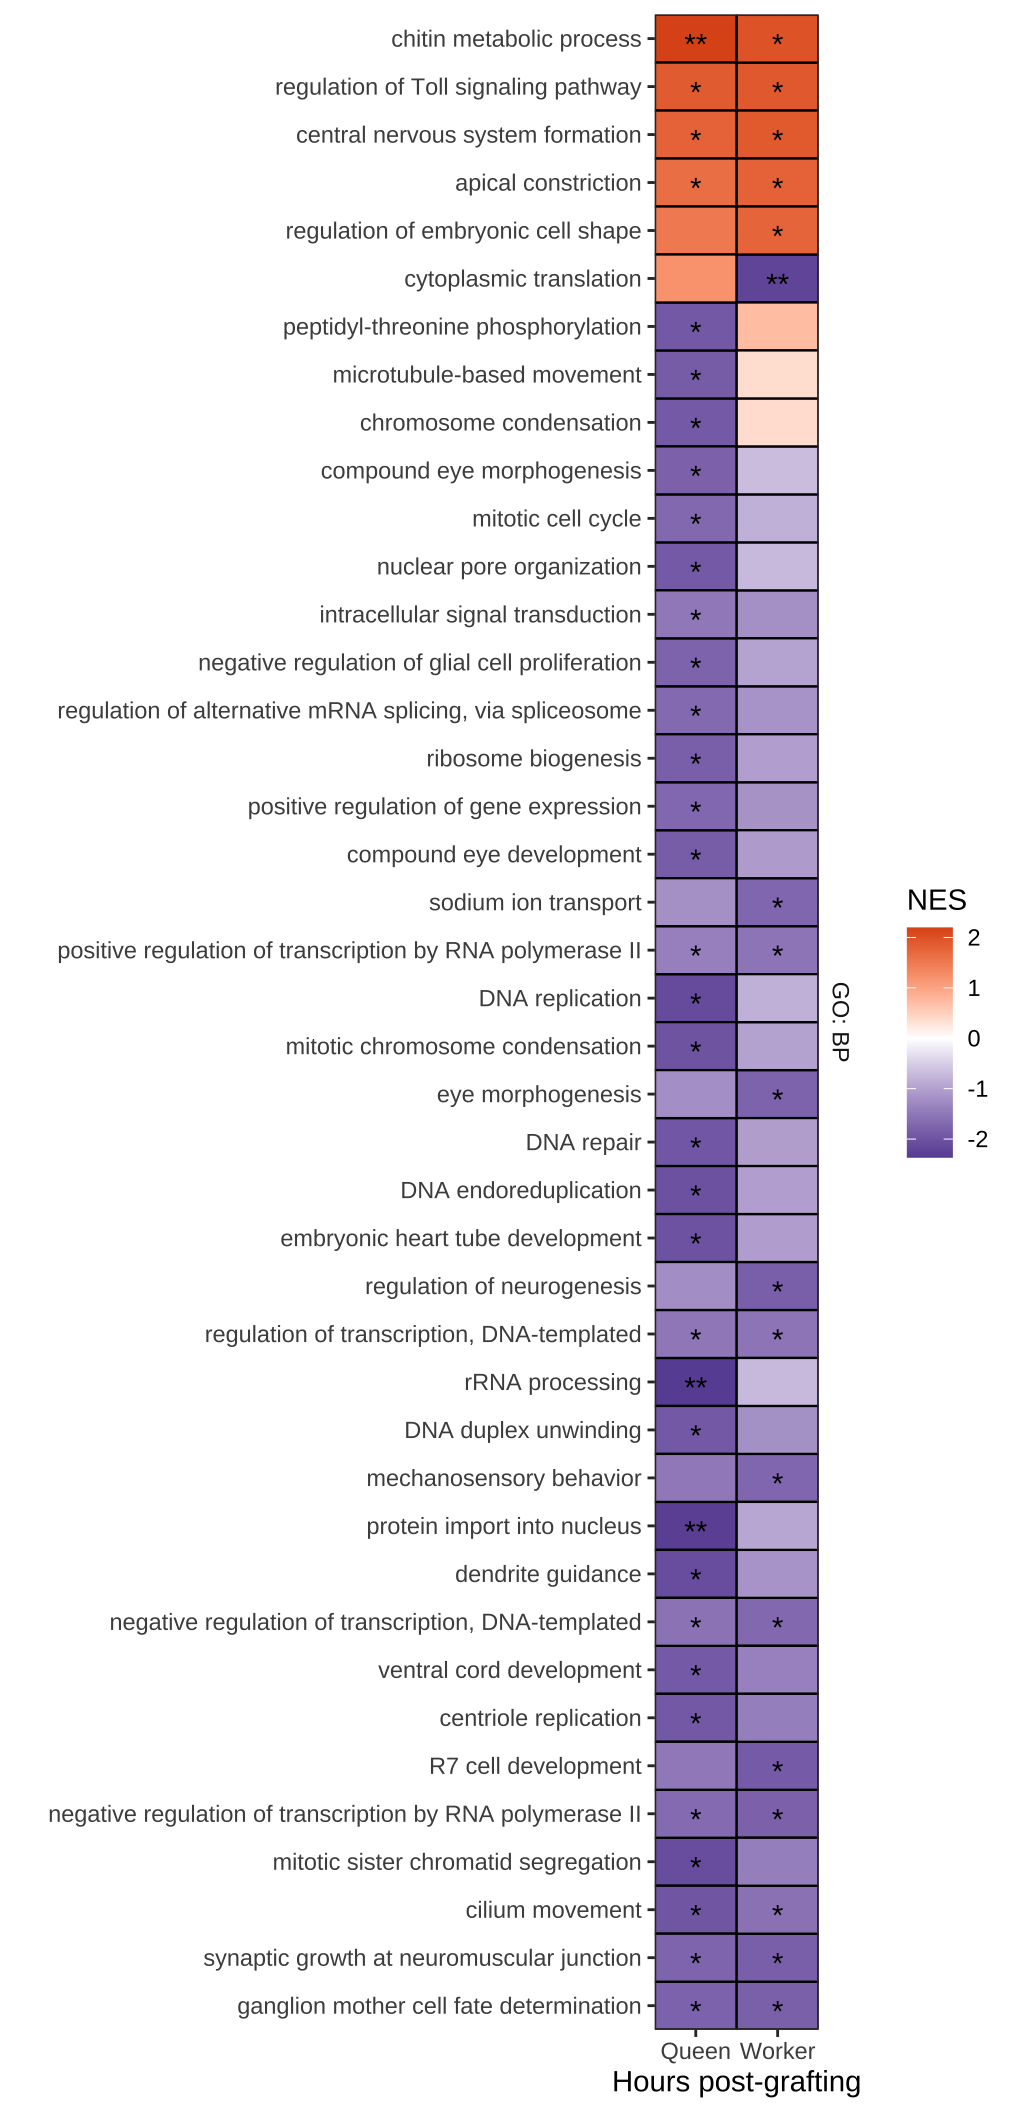 chitin metabolic process ** *
regulation of Toll signaling pathway * *
central nervous system formation * *
apical constriction * *
regulation of embryonic cell shape *
cytoplasmic translation **
peptidyl-threonine phosphorylation *
microtubule-based movement *
chromosome condensation *
compound eye morphogenesis *
mitotic cell cycle *
nuclear pore organization *
intracellular signal transduction *
negative regulation of glial cell proliferation *
regulation of alternative mRNA splicing, via spliceosome *
ribosome biogenesis *
positive regulation of gene expression *
compound eye development *
sodium ion transport *
positive regulation of transcription by RNA polymerase II * *
DNA replication *
mitotic chromosome condensation *
eye morphogenesis *
DNA repair *
DNA endoreduplication *
embryonic heart tube development *
regulation of neurogenesis *
regulation of transcription, DNA-templated * *
rRNA processing **
DNA duplex unwinding *
mechanosensory behavior *
protein import into nucleus **
dendrite guidance *
negative regulation of transcription, DNA-templated * *
ventral cord development *
centriole replication *
R7 cell development *
negative regulation of transcription by RNA polymerase II * *
mitotic sister chromatid segregation *
cilium movement * *
synaptic growth at neuromuscular junction * *
ganglion mother cell fate determination * *
Queen Worker
Hours post-grafting
GO: BP
NES
2
1
0
-1
-2